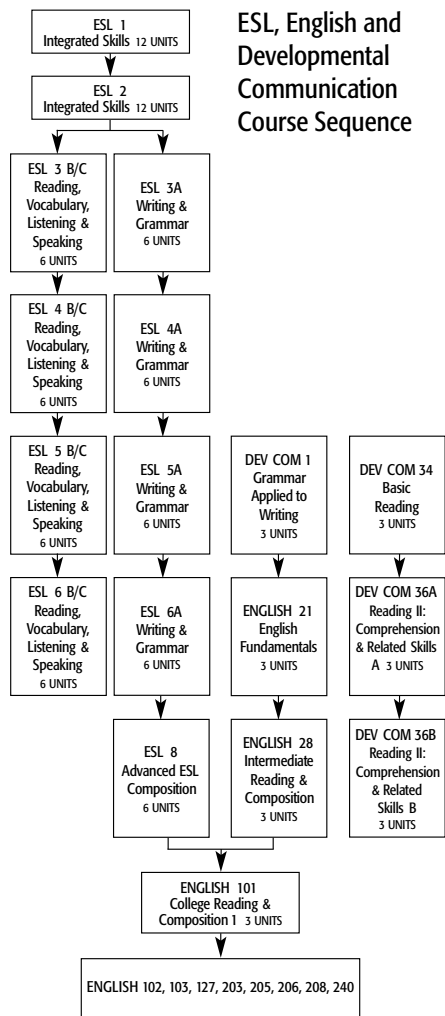 ESL, English and
Developmental
Communication
Course Sequence
ESL 1
Integrated Skills 12 UNITS
ESL 2
Integrated Skills 12 UNITS
ESL 3 B/C
Reading,
Vocabulary,
Listening &
Speaking
6 UNITS
ESL 3A
Writing &
Grammar
6 UNITS
ESL 4 B/C
Reading,
Vocabulary,
Listening &
Speaking
6 UNITS
ESL 4A
Writing &
Grammar
6 UNITS
ESL 5 B/C
Reading,
Vocabulary,
Listening &
Speaking
6 UNITS
ESL 5A
Writing &
Grammar
6 UNITS
DEV COM 1
Grammar
Applied to
Writing
3 UNITS
DEV COM 34
Basic
Reading
3 UNITS
ESL 6 B/C
Reading,
Vocabulary,
Listening &
Speaking
6 UNITS
ESL 6A
Writing &
Grammar
6 UNITS
ENGLISH 21
English
Fundamentals
3 UNITS
DEV COM 36A
Reading II:
Comprehension
& Related Skills
A 3 UNITS
ESL 8
Advanced ESL
Composition
6 UNITS
ENGLISH 28
Intermediate
Reading &
Composition
3 UNITS
DEV COM 36B
Reading II:
Comprehension
& Related
Skills B
3 UNITS
ENGLISH 101
College Reading &
Composition 1 3 UNITS
ENGLISH 102, 103, 127, 203, 205, 206, 208, 240